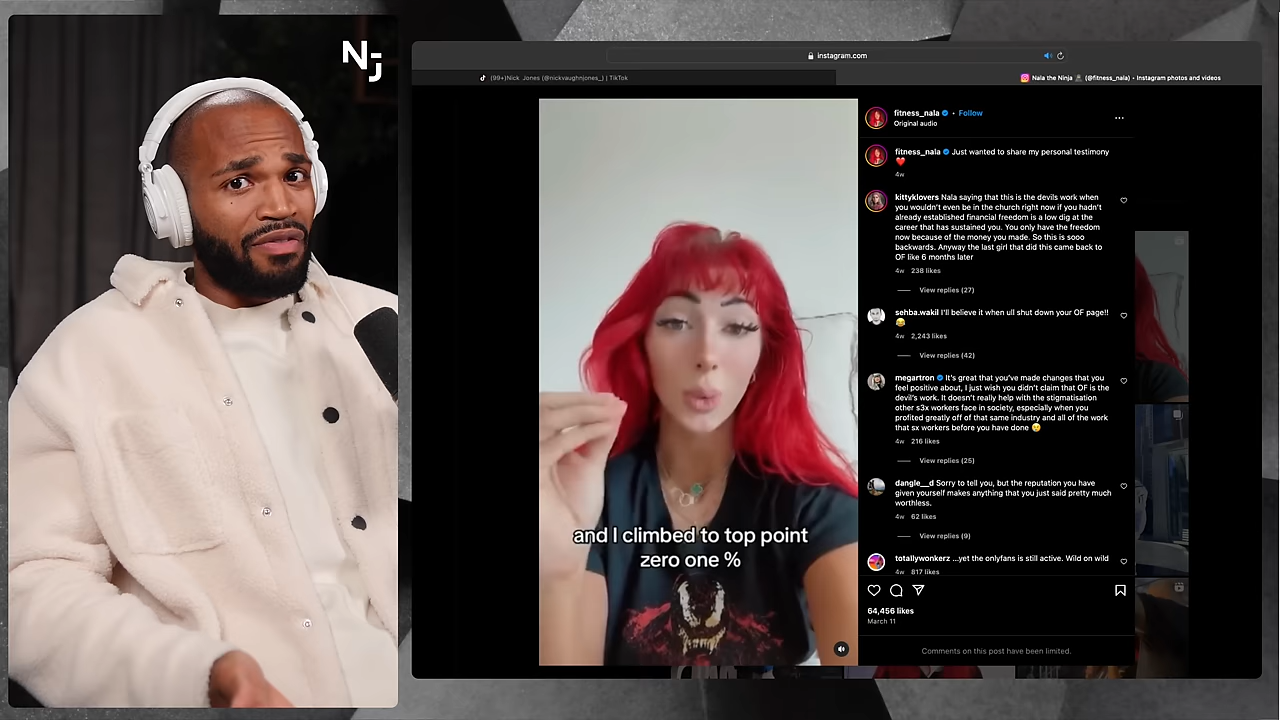 NJ
instagram.com
(99+)Nick Jones (@nickvaughnjones_) | TikTok
Nala the Ninja 🥷 (@fitness_nala) • Instagram photos and videos
fitness_nala • Follow
Original audio
fitness_nala Just wanted to share my personal testimony
❤️
4w
kittyklovers Nala saying that this is the devils work when
you wouldn't even be in the church right now if you hadn't
already established financial freedom is a low dig at the
career that has sustained you. You only have the freedom
now because of the money you made. So this is sooo
backwards. Anyway the last girl that did this came back to
OF like 6 months later
4w 238 likes
View replies (27)
sehba.wakil I'll believe it when ull shut down your OF page!!
😂
4w 2,243 likes
View replies (42)
megartron It's great that you've made changes that you
feel positive about, I just wish you didn't claim that OF is the
devil's work. It doesn't really help with the stigmatisation
other s3x workers face in society, especially when you
profited greatly off of that same industry and all of the work
that sx workers before you have done 😢
4w 216 likes
View replies (25)
dangle__d Sorry to tell you, but the reputation you have
given yourself makes anything that you just said pretty much
worthless.
4w 62 likes
View replies (9)
totallywonkerz ...yet the onlyfans is still active. Wild on wild
4w 817 likes
64,456 likes
March 11
Comments on this post have been limited.
and I climbed to top point
zero one %